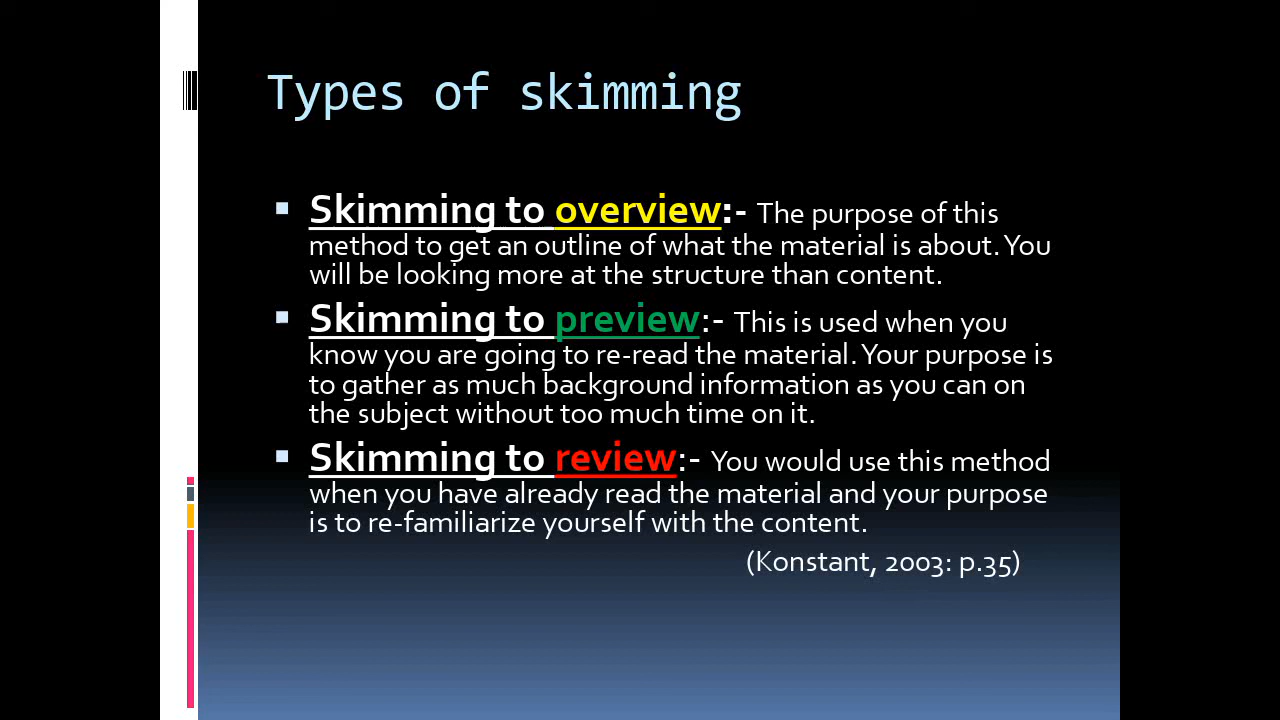 Types of skimming
▪ Skimming to overview:- The purpose of this
method to get an outline of what the material is about. You
will be looking more at the structure than content.
▪ Skimming to preview:- This is used when you
know you are going to re-read the material. Your purpose is
to gather as much background information as you can on
the subject without too much time on it.
▪ Skimming to review:- You would use this method
when you have already read the material and your purpose
is to re-familiarize yourself with the content.
(Konstant, 2003: p.35)